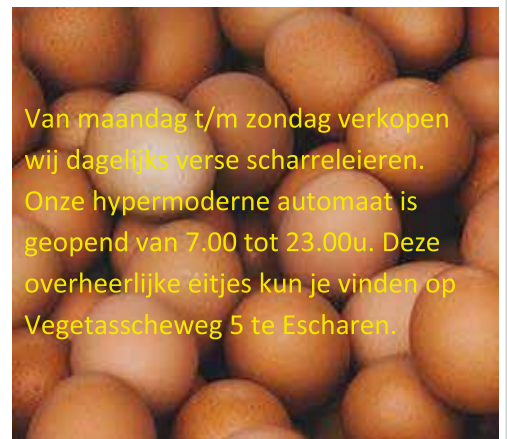 Van maandag t/m zondag verkopen
wij dagelijks verse scharreleieren.
Onze hypermoderne automaat is
geopend van 7.00 tot 23.00u. Deze
overheerlijke eitjes kun je vinden op
Vegetasscheweg 5 te Escharen.